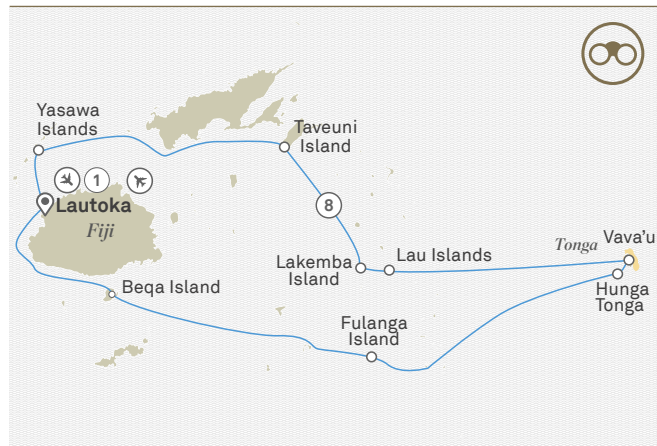 Yasawa
Islands
Taveuni
Island
1
Lautoka
Fiji
8
Vava'u
Tonga
Lau Islands
Lakemba
Island
Hunga
Tonga
Beqa Island
Fulanga
Island